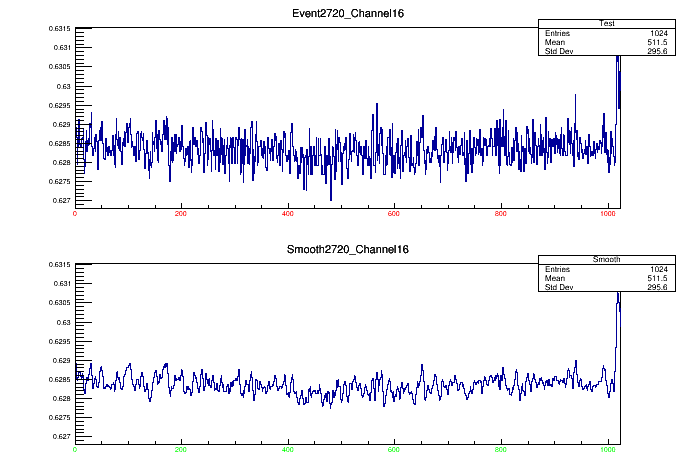 Event2720_Channel16
Test
Entries 1024
Mean 511.5
Std Dev 295.6
0.6315
0.631
0.6305
0.63
0.6295
0.629
0.6285
0.628
0.6275
0.627
0 200 400 600 800 1000
Smooth2720_Channel16
Smooth
Entries 1024
Mean 511.5
Std Dev 295.6
0.6315
0.631
0.6305
0.63
0.6295
0.629
0.6285
0.628
0.6275
0.627
0 200 400 600 800 1000